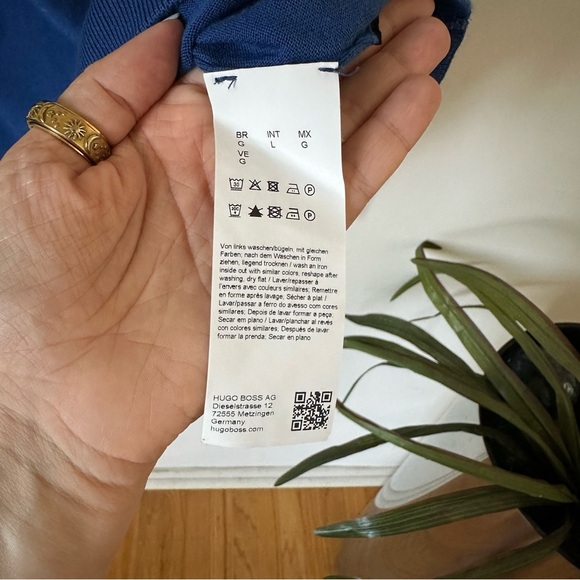 BR INT MX
G L G
VE
G
30 P
P
Von links waschen/bügeln, mit gleichen
Farben, nach dem Waschen in Form
ziehen, liegend trocknen / wash an iron
inside out with similar colors, reshape after
washing, dry flat / Laver/repasser à
l'envers avec couleurs similaires; Remettre
en forme après lavage; Sécher à plat /
Lavar/passar a ferro do avesso com cores
similares; Depois de lavar formar a peça;
Secar em plano / Lavar/planchar al revés
con colores similares; Después de lavar
formar la prenda; Secar en plano
HUGO BOSS AG
Dieselstrasse 12
72555 Metzingen
Germany
hugoboss.com